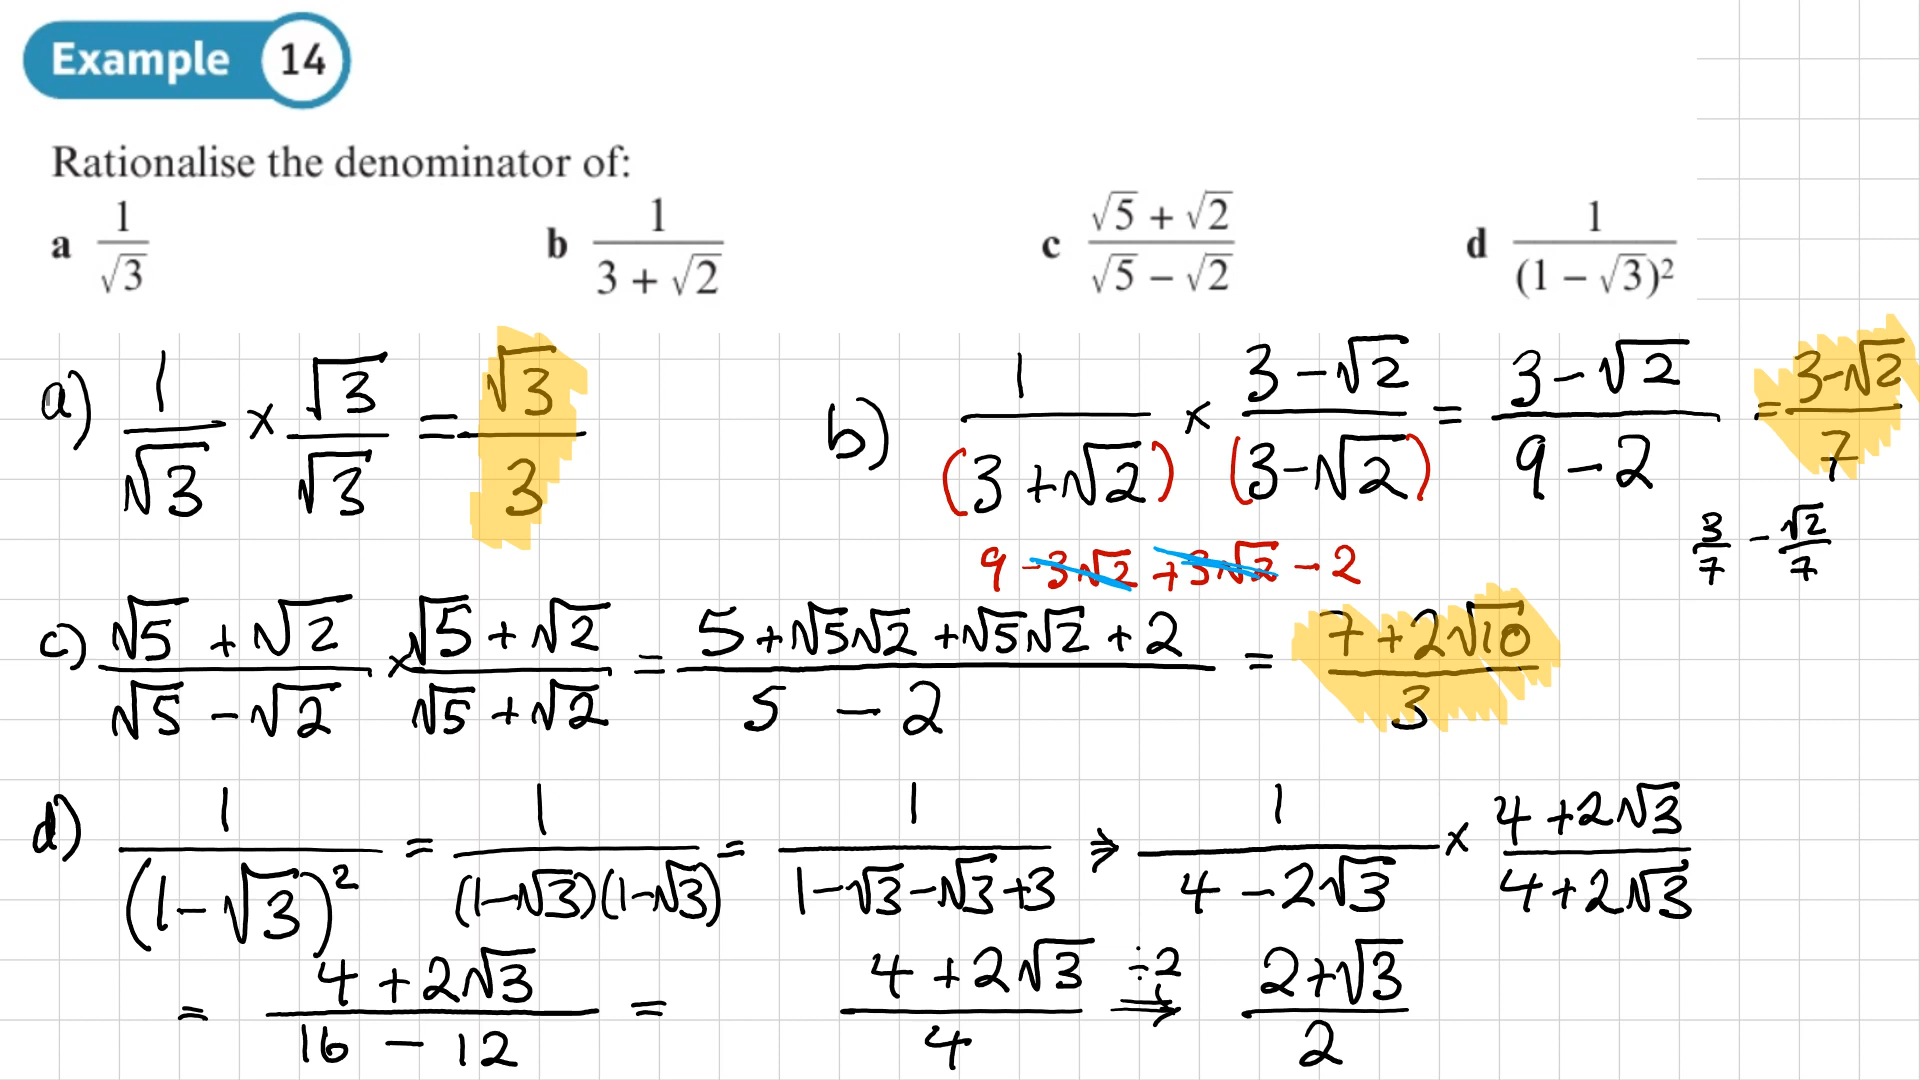 Example 14
Rationalise the denominator of:
a 1/√3 b 1/(3 + √2) c (√5 + √2)/(√5 − √2) d 1/(1 − √3)²
a) 1/√3 × √3/√3 = √3/3
b) 1/(3 + √2) × (3 − √2)/(3 − √2) = (3 − √2)/(9 − 2) = (3 − √2)/7
3/7 − √2/7
9 − 3√2 + 3√2 − 2
c) (√5 + √2)/(√5 − √2) × (√5 + √2)/(√5 + √2) = (5 + √5√2 + √5√2 + 2)/(5 − 2) = (7 + 2√10)/3
d) 1/(1 − √3)² = 1/((1 − √3)(1 − √3)) = 1/(1 − √3 − √3 + 3) ⇒ 1/(4 − 2√3) × (4 + 2√3)/(4 + 2√3)
= (4 + 2√3)/(16 − 12) = (4 + 2√3)/4 ÷2 ⇒ (2 + √3)/2